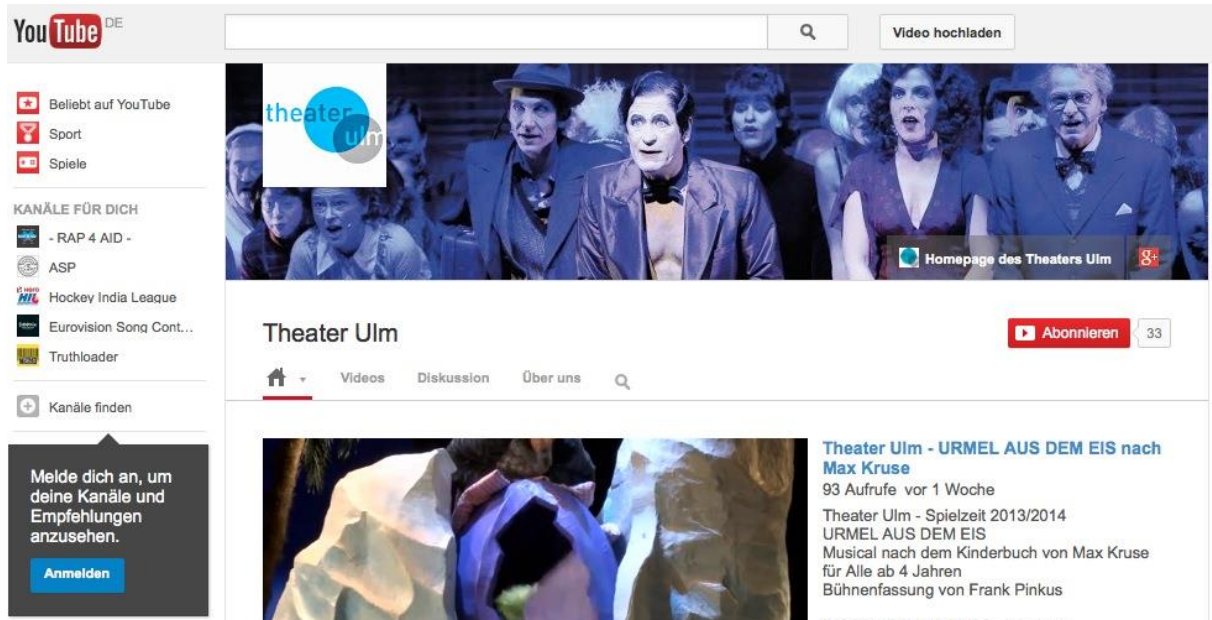 YouTube DE
Video hochladen
Beliebt auf YouTube
Sport
Spiele
KANÄLE FÜR DICH
- RAP 4 AID -
ASP
Hockey India League
Eurovision Song Cont...
Truthloader
Kanäle finden
Melde dich an, um
deine Kanäle und
Empfehlungen
anzusehen.
Anmelden
theater
ulm
Homepage des Theaters Ulm
g+
Theater Ulm
Abonnieren 33
Videos Diskussion Über uns
Theater Ulm - URMEL AUS DEM EIS nach
Max Kruse
93 Aufrufe vor 1 Woche
Theater Ulm - Spielzeit 2013/2014
URMEL AUS DEM EIS
Musical nach dem Kinderbuch von Max Kruse
für Alle ab 4 Jahren
Bühnenfassung von Frank Pinkus